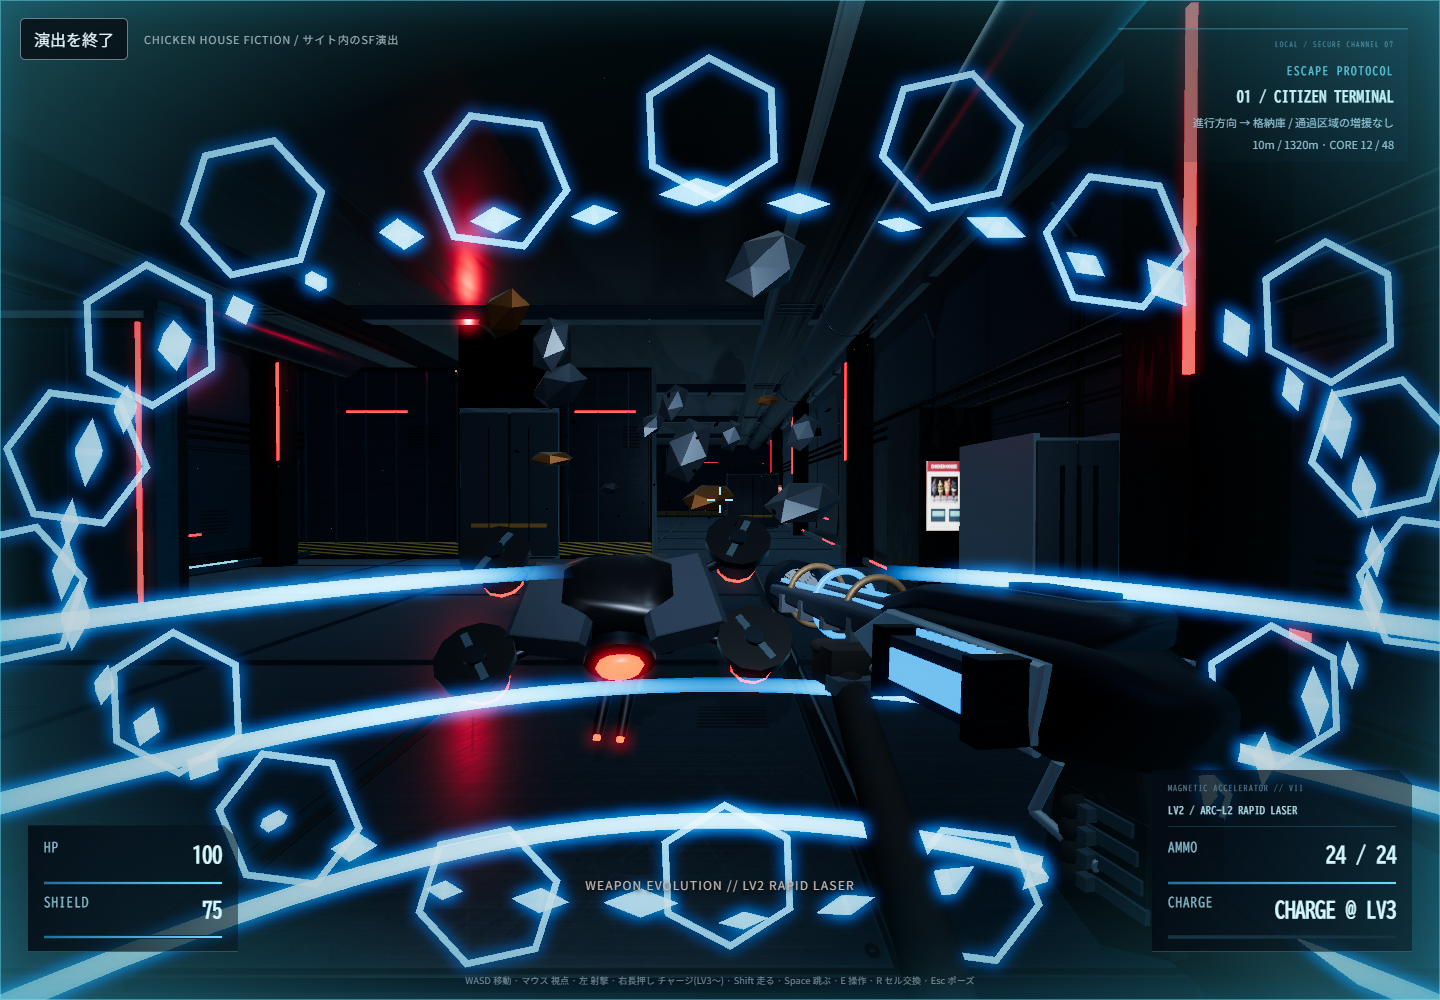 演出を終了
CHICKEN HOUSE FICTION / サイト内のSF演出
LOCAL / SECURE CHANNEL 07
ESCAPE PROTOCOL
01 / CITIZEN TERMINAL
進行方向 → 格納庫 / 通過区域の増援なし
10m / 1320m · CORE 12 / 48
HP
100
SHIELD
75
WEAPON EVOLUTION // LV2 RAPID LASER
MAGNETIC ACCELERATOR // VII
LV2 / ARC-L2 RAPID LASER
AMMO
24 / 24
CHARGE
CHARGE @ LV3
WASD 移動 · マウス 視点 · 左 射撃 · 右長押し チャージ(LV3〜) · Shift 走る · Space 跳ぶ · E 操作 · R セル交換 · Esc ポーズ